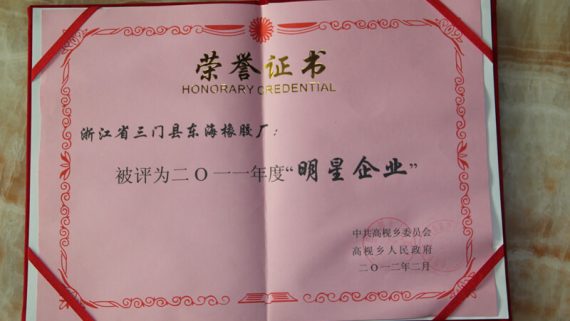 荣誉证书
HONORARY CREDENTIAL
浙江省三门县东海橡胶厂：
被评为二O一一年度“明星企业”
中共高枧乡委员会
高枧乡人民政府
二O一二年二月